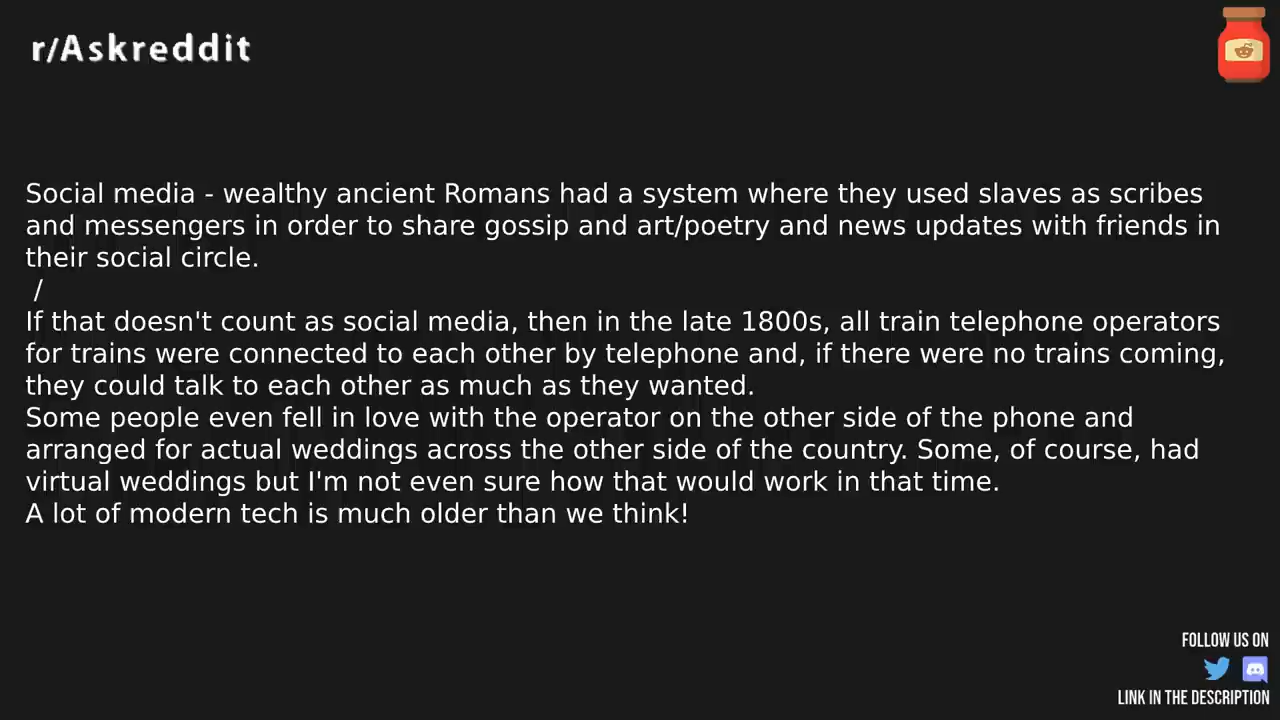 r/Askreddit
Social media - wealthy ancient Romans had a system where they used slaves as scribes
and messengers in order to share gossip and art/poetry and news updates with friends in
their social circle.
/
If that doesn't count as social media, then in the late 1800s, all train telephone operators
for trains were connected to each other by telephone and, if there were no trains coming,
they could talk to each other as much as they wanted.
Some people even fell in love with the operator on the other side of the phone and
arranged for actual weddings across the other side of the country. Some, of course, had
virtual weddings but I'm not even sure how that would work in that time.
A lot of modern tech is much older than we think!
FOLLOW US ON
LINK IN THE DESCRIPTION